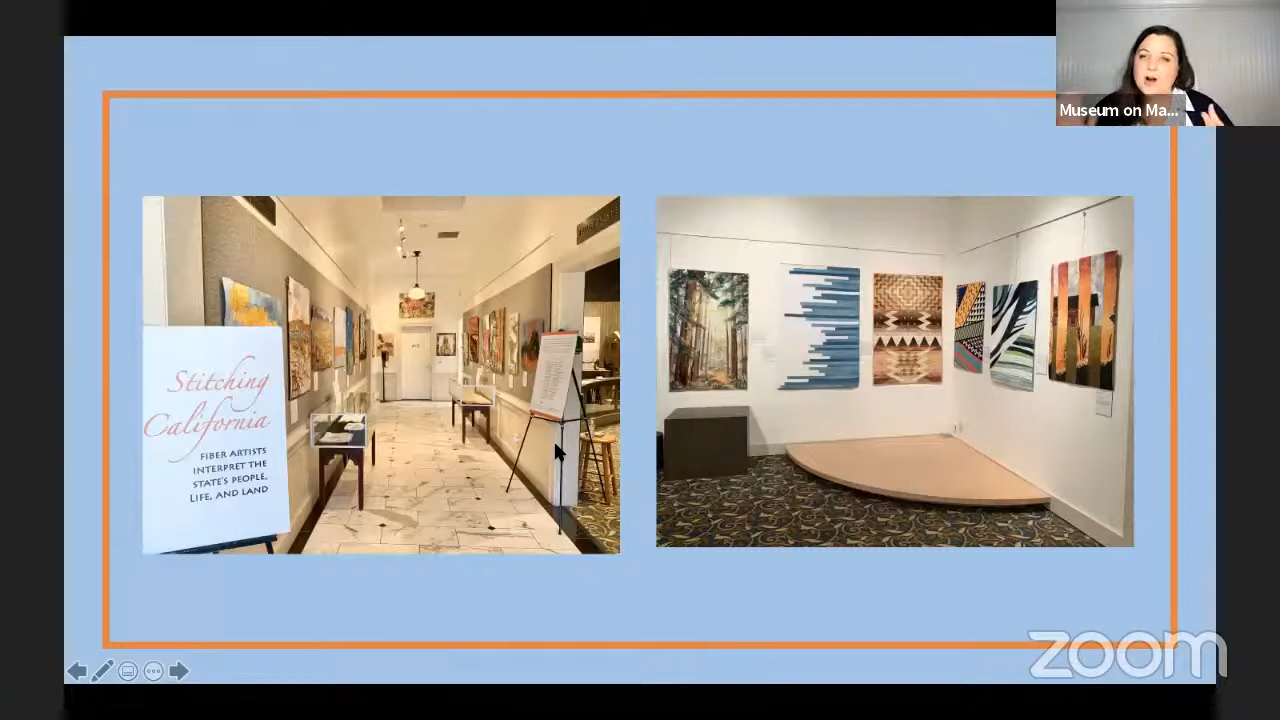 Museum on Ma...
Stitching
California
FIBER ARTISTS
INTERPRET THE
STATE'S PEOPLE,
LIFE, AND LAND
zoom